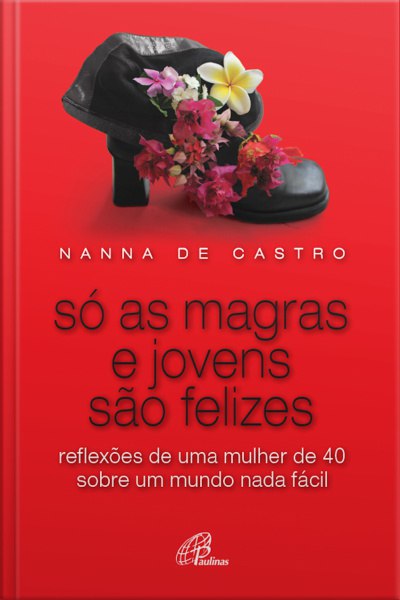 NANNA DE CASTRO
só as magras
e jovens
são felizes
reflexões de uma mulher de 40
sobre um mundo nada fácil
Paulinas